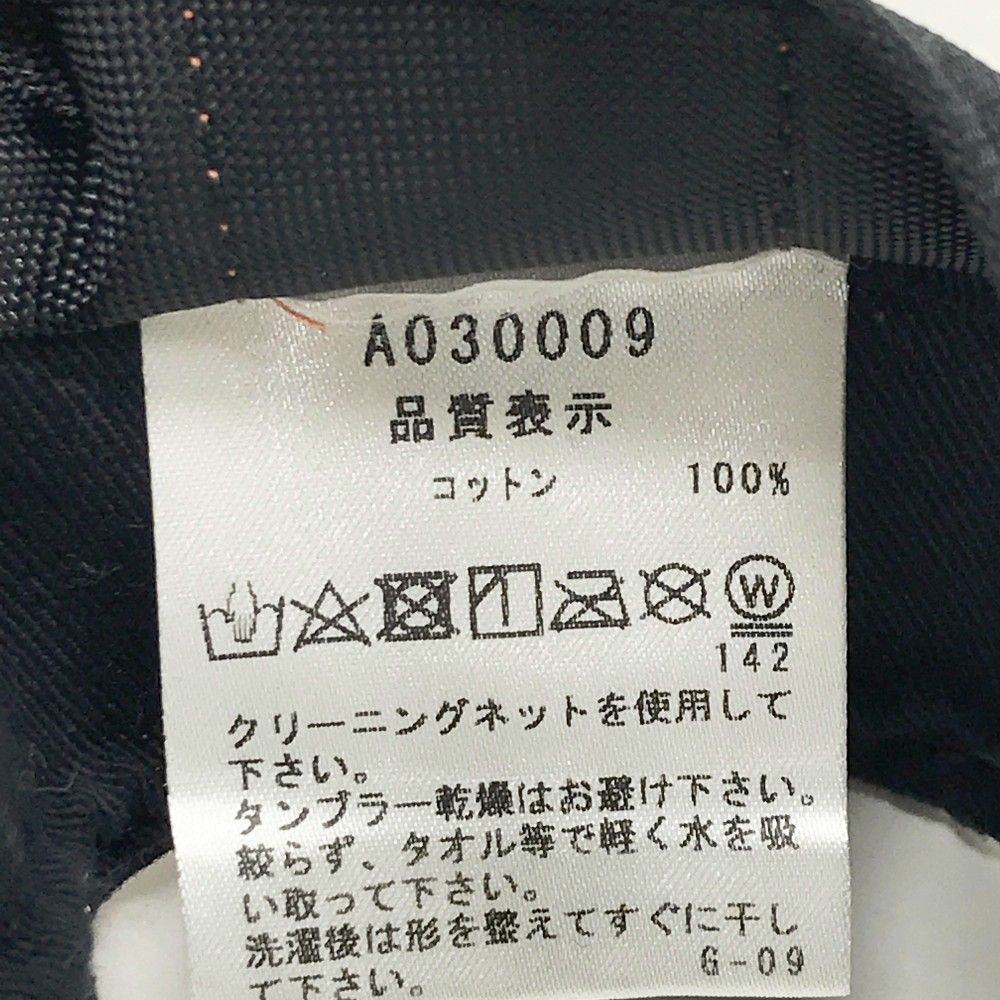 A030009
品質表示
コットン 100%
W
142
クリーニングネットを使用して
下さい。
タンブラー乾燥はお避け下さい。
絞らず、タオル等で軽く水を吸
い取って下さい。
洗濯後は形を整えてすぐに干し
て下さい。 G-09